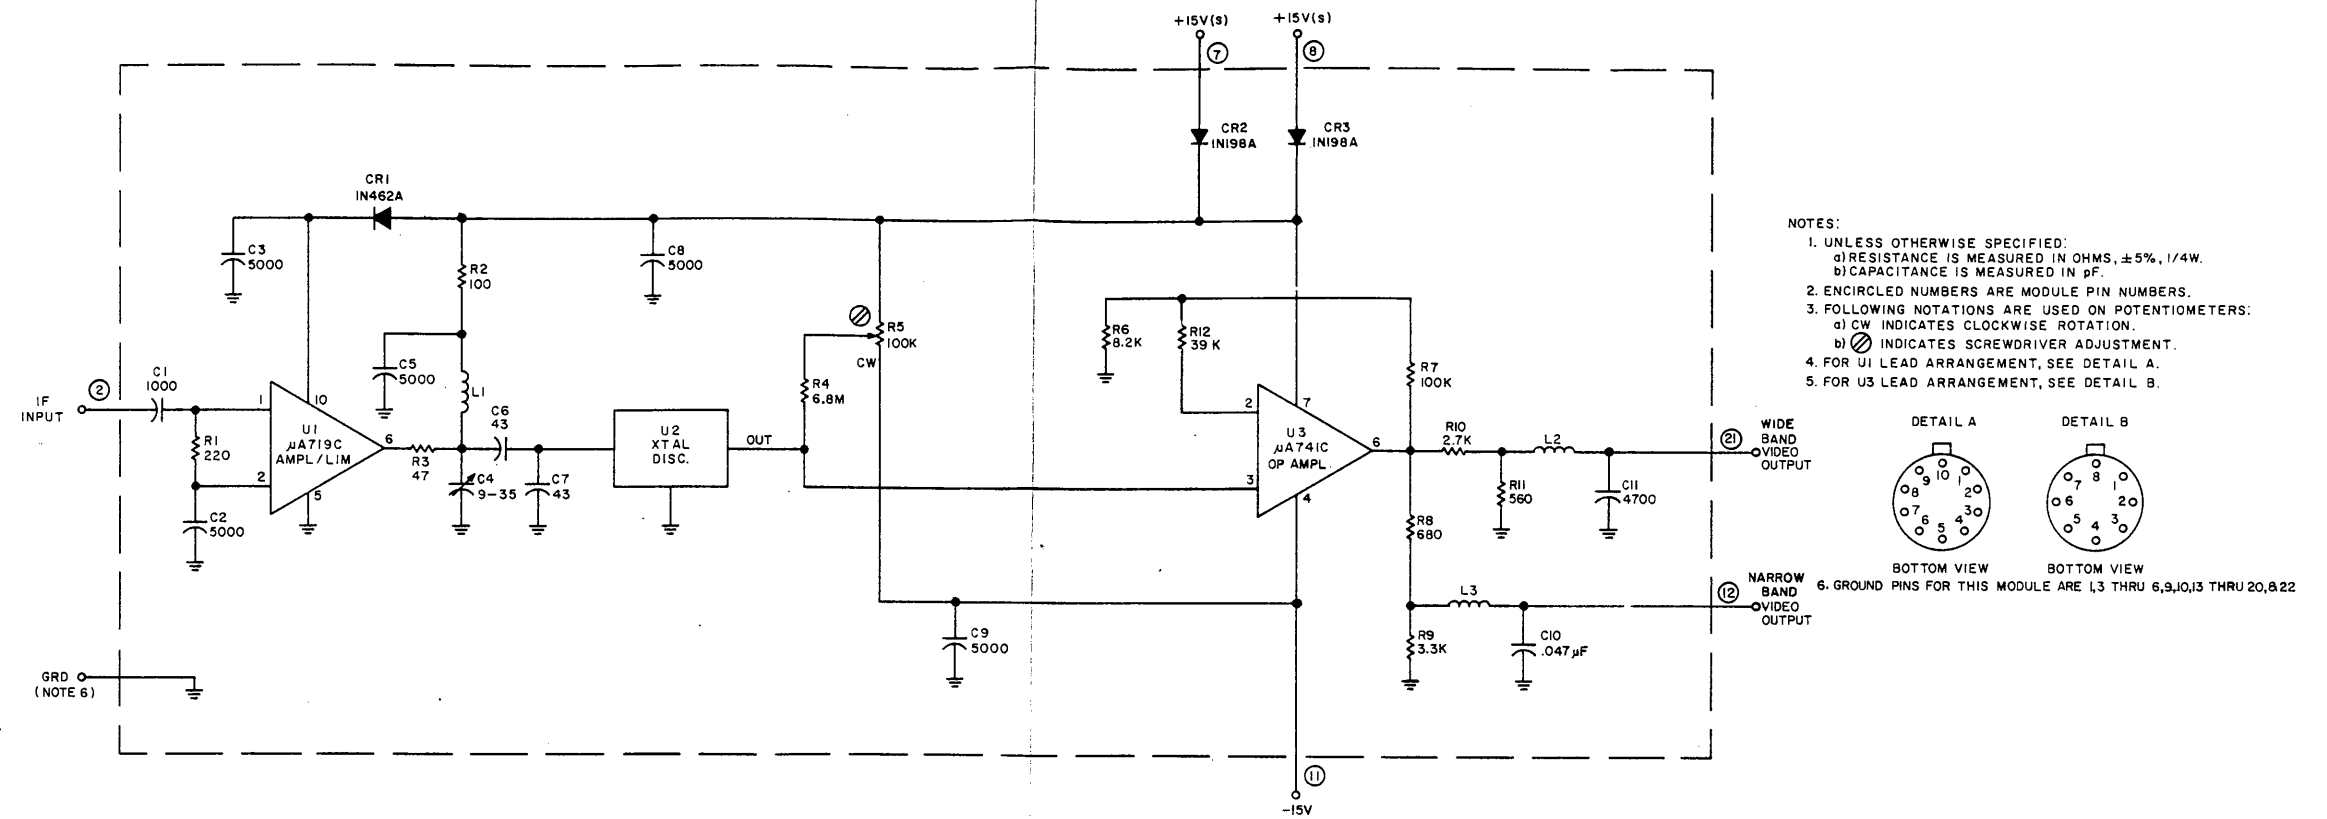 +15V(s)
+15V(s)
7
8
CR2
1N198A
CR3
1N198A
CR1
1N462A
C3
5000
R2
100
C8
5000
C5
5000
L1
R5
100K
CW
R4
6.8M
R6
8.2K
R12
39K
R7
100K
IF
INPUT
2
C1
1000
R1
220
C2
5000
1
2
10
5
6
U1
µA719C
AMPL/LIM
R3
47
C4
9-35
C6
43
C7
43
U2
XTAL
DISC.
OUT
2
3
7
4
6
U3
µA741C
OP AMPL.
R10
2.7K
L2
R11
560
C11
4700
21
WIDE
BAND
VIDEO
OUTPUT
R8
680
L3
R9
3.3K
C10
.047µF
12
NARROW
BAND
VIDEO
OUTPUT
C9
5000
GRD
(NOTE 6)
11
-15V
NOTES:
1. UNLESS OTHERWISE SPECIFIED:
a) RESISTANCE IS MEASURED IN OHMS, ±5%, 1/4W.
b) CAPACITANCE IS MEASURED IN pF.
2. ENCIRCLED NUMBERS ARE MODULE PIN NUMBERS.
3. FOLLOWING NOTATIONS ARE USED ON POTENTIOMETERS:
a) CW INDICATES CLOCKWISE ROTATION.
b) INDICATES SCREWDRIVER ADJUSTMENT.
4. FOR U1 LEAD ARRANGEMENT, SEE DETAIL A.
5. FOR U3 LEAD ARRANGEMENT, SEE DETAIL B.
DETAIL A
9 10 1
8 2
7 3
6 5 4
BOTTOM VIEW
DETAIL B
7 8 1
6 2
5 4 3
BOTTOM VIEW
6. GROUND PINS FOR THIS MODULE ARE 1,3 THRU 6,9,10,13 THRU 20,&22